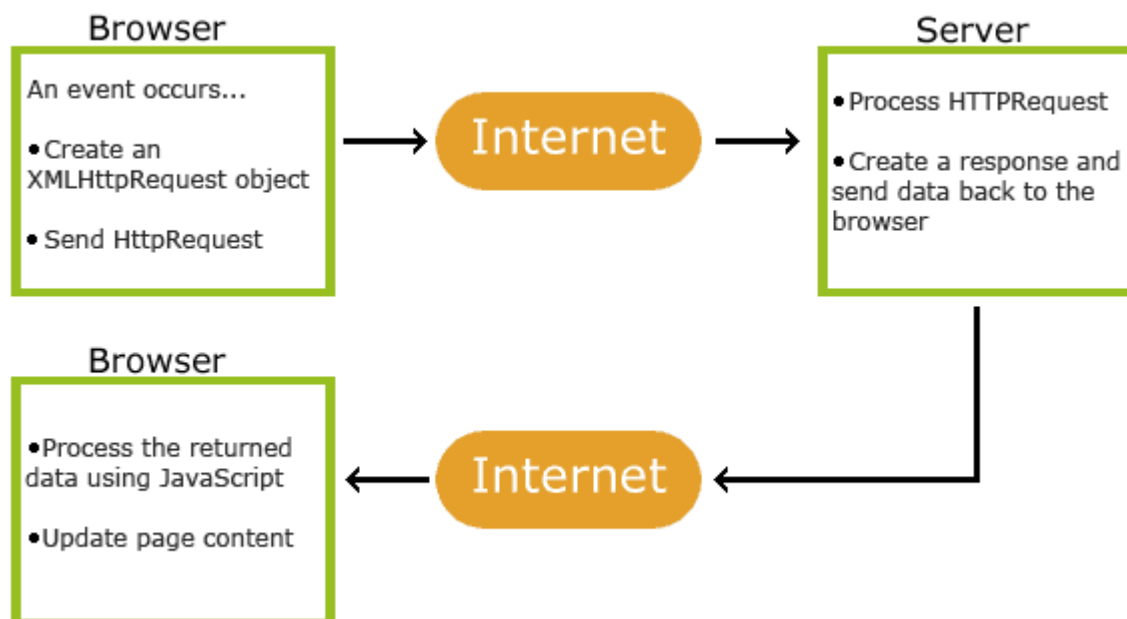 Browser
An event occurs...
•Create an
XMLHttpRequest object
• Send HttpRequest
Internet
Server
•Process HTTPRequest
•Create a response and
send data back to the
browser
Browser
•Process the returned
data using JavaScript
•Update page content
Internet